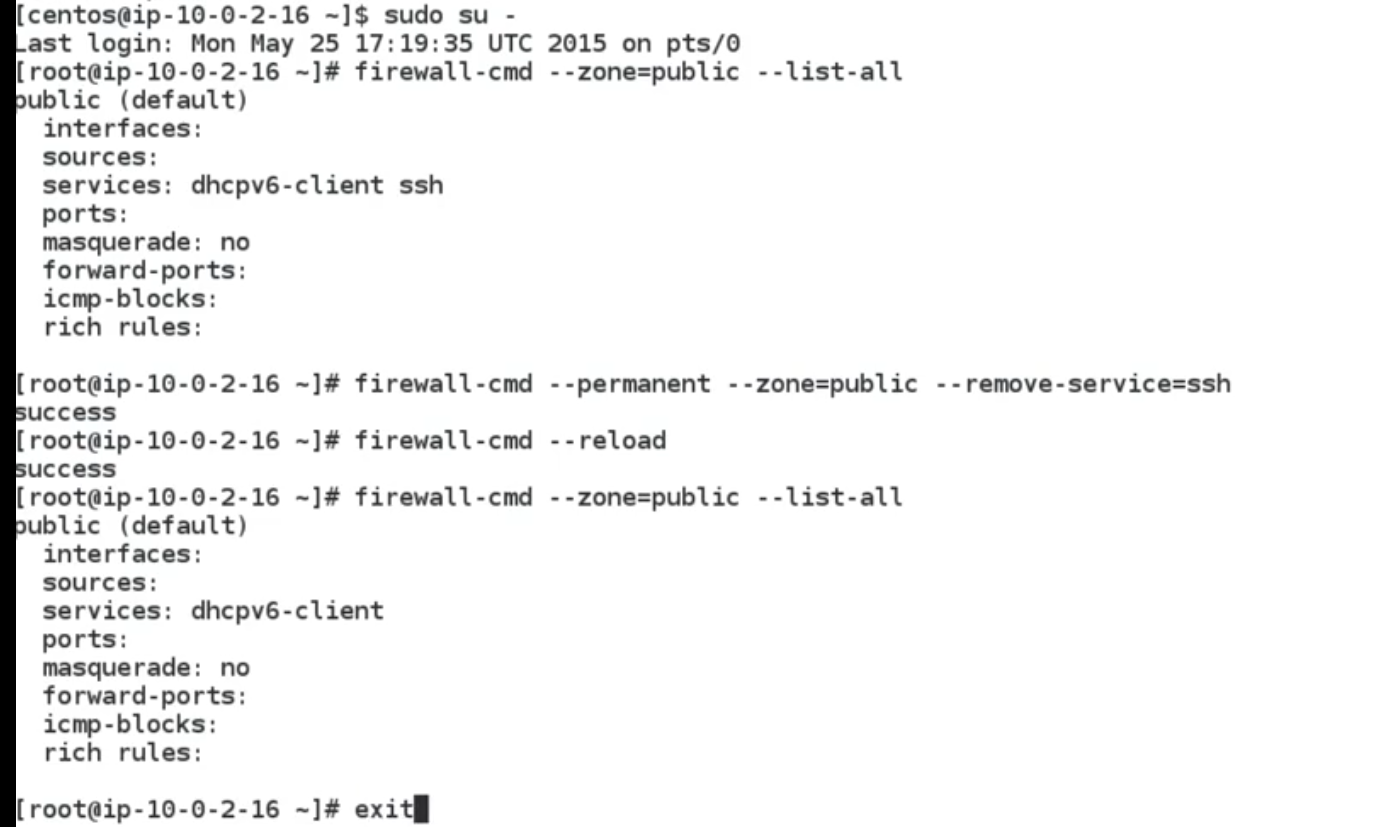 [centos@ip-10-0-2-16 ~]$ sudo su -
Last login: Mon May 25 17:19:35 UTC 2015 on pts/0
[root@ip-10-0-2-16 ~]# firewall-cmd --zone=public --list-all
public (default)
  interfaces:
  sources:
  services: dhcpv6-client ssh
  ports:
  masquerade: no
  forward-ports:
  icmp-blocks:
  rich rules:

[root@ip-10-0-2-16 ~]# firewall-cmd --permanent --zone=public --remove-service=ssh
success
[root@ip-10-0-2-16 ~]# firewall-cmd --reload
success
[root@ip-10-0-2-16 ~]# firewall-cmd --zone=public --list-all
public (default)
  interfaces:
  sources:
  services: dhcpv6-client
  ports:
  masquerade: no
  forward-ports:
  icmp-blocks:
  rich rules:

[root@ip-10-0-2-16 ~]# exit